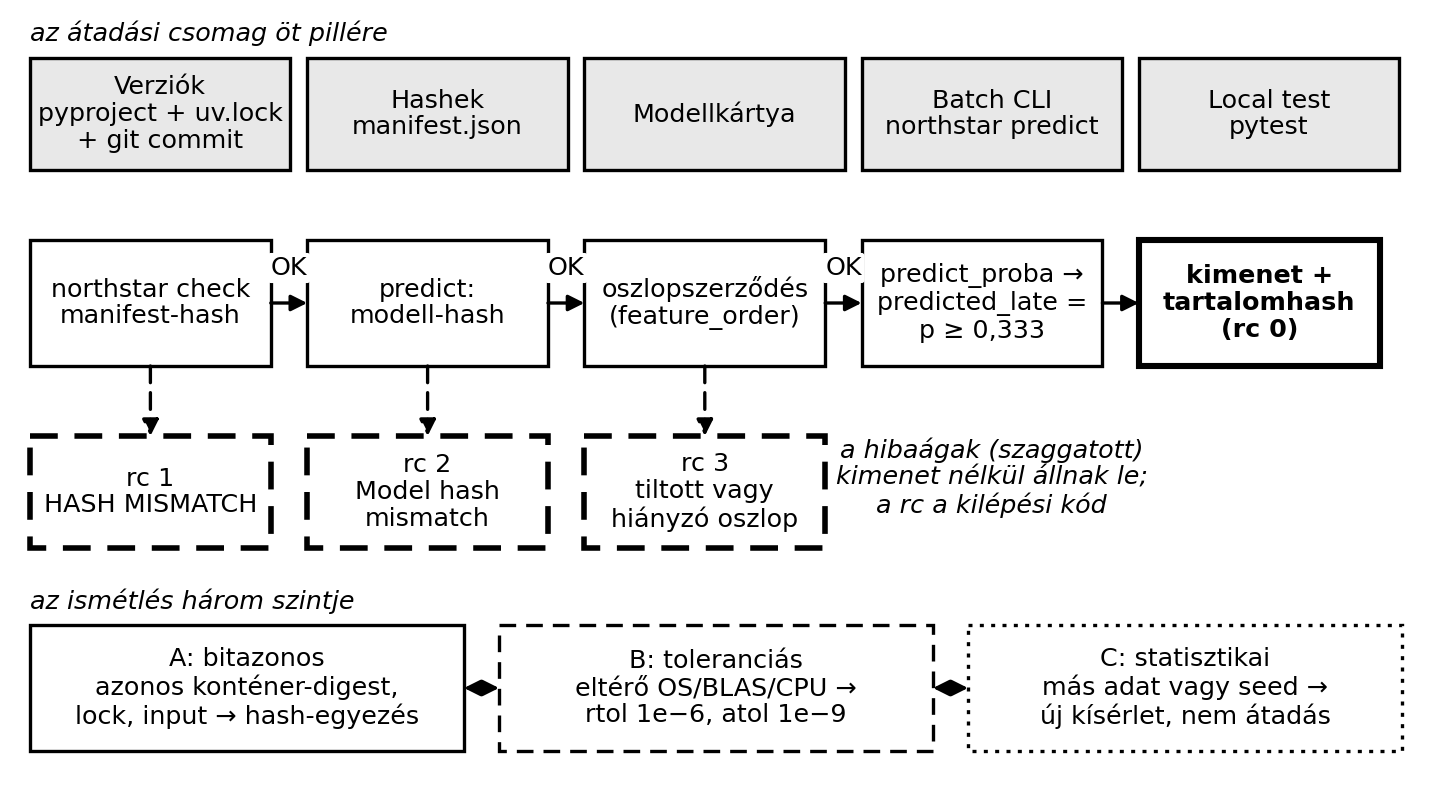 az átadási csomag öt pillére
Verziók
pyproject + uv.lock
+ git commit
Hashek
manifest.json
Modellkártya
Batch CLI
northstar predict
Local test
pytest
northstar check
manifest-hash
OK
predict:
modell-hash
OK
oszlopszerződés
(feature_order)
OK
predict_proba →
predicted_late =
p ≥ 0,333
kimenet +
tartalomhash
(rc 0)
rc 1
HASH MISMATCH
rc 2
Model hash
mismatch
rc 3
tiltott vagy
hiányzó oszlop
a hibaágak (szaggatott)
kimenet nélkül állnak le;
a rc a kilépési kód
az ismétlés három szintje
A: bitazonos
azonos konténer-digest,
lock, input → hash-egyezés
B: toleranciás
eltérő OS/BLAS/CPU →
rtol 1e−6, atol 1e−9
C: statisztikai
más adat vagy seed →
új kísérlet, nem átadás